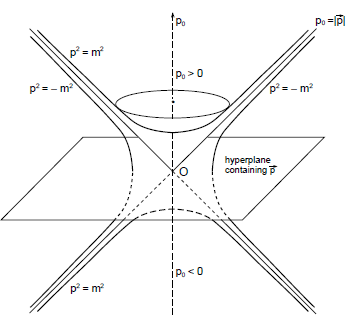 p₀
p₀ =|p⃗|
p² = m²
p₀ > 0
p² = – m²
p² = – m²
hyperplane
containing p⃗
O
p₀ < 0
p² = m²